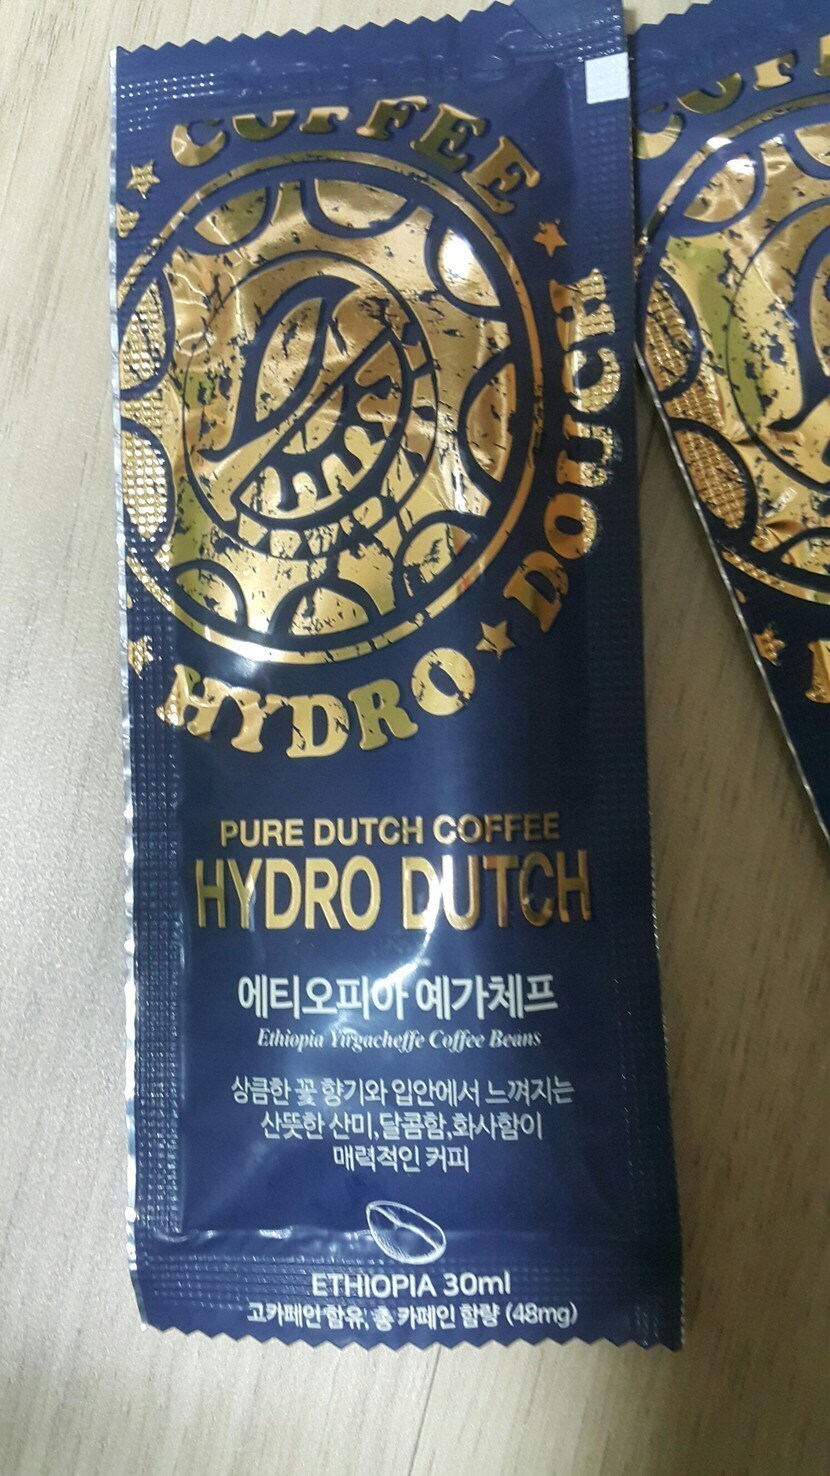 COFFEE
HYDRO ★ DOUCH
PURE DUTCH COFFEE
HYDRO DUTCH
에티오피아 예가체프
Ethiopia Yirgacheffe Coffee Beans
상큼한 꽃 향기와 입안에서 느껴지는
산뜻한 산미,달콤함,화사함이
매력적인 커피
ETHIOPIA 30ml
고카페인 함유, 총 카페인 함량 (48mg)